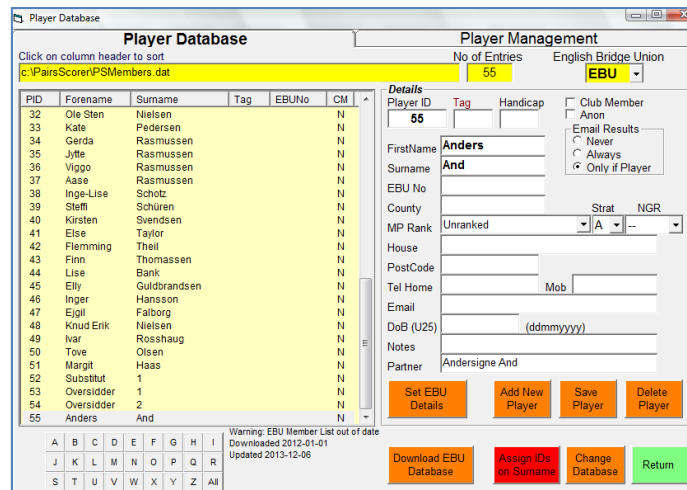 Player Database
Player Database Player Management
Click on column header to sort No of Entries English Bridge Union
c:\PairsScorer\PSMembers.dat 55 EBU
PID Forename Surname Tag EBUNo CM
32 Ole Sten Nielsen N
33 Kate Pedersen N
34 Gerda Rasmussen N
35 Jytte Rasmussen N
36 Viggo Rasmussen N
37 Aase Rasmussen N
38 Inge-Lise Schotz N
39 Steffi Schüren N
40 Kirsten Svendsen N
41 Else Taylor N
42 Flemming Theil N
43 Finn Thomassen N
44 Lise Bank N
45 Elly Guldbrandsen N
46 Inger Hansson N
47 Ejgil Falborg N
48 Knud Erik Nielsen N
49 Ivar Rosshaug N
50 Tove Olsen N
51 Margit Haas N
52 Substitut 1 N
53 Oversidder 1 N
54 Oversidder 2 N
55 Anders And N
Details
Player ID Tag Handicap
55
Club Member
Anon
Email Results
Never
Always
Only if Player
FirstName Anders
Surname And
EBU No
County Strat NGR
MP Rank Unranked A --
House
PostCode
Tel Home Mob
Email
DoB (U25) (ddmmyyyy)
Notes
Partner Andersigne And
Set EBU Details
Add New Player
Save Player
Delete Player
A B C D E F G H I
J K L M N O P Q R
S T U V W X Y Z All
Warning: EBU Member List out of date
Downloaded 2012-01-01
Updated 2013-12-06
Download EBU Database
Assign IDs on Surname
Change Database
Return